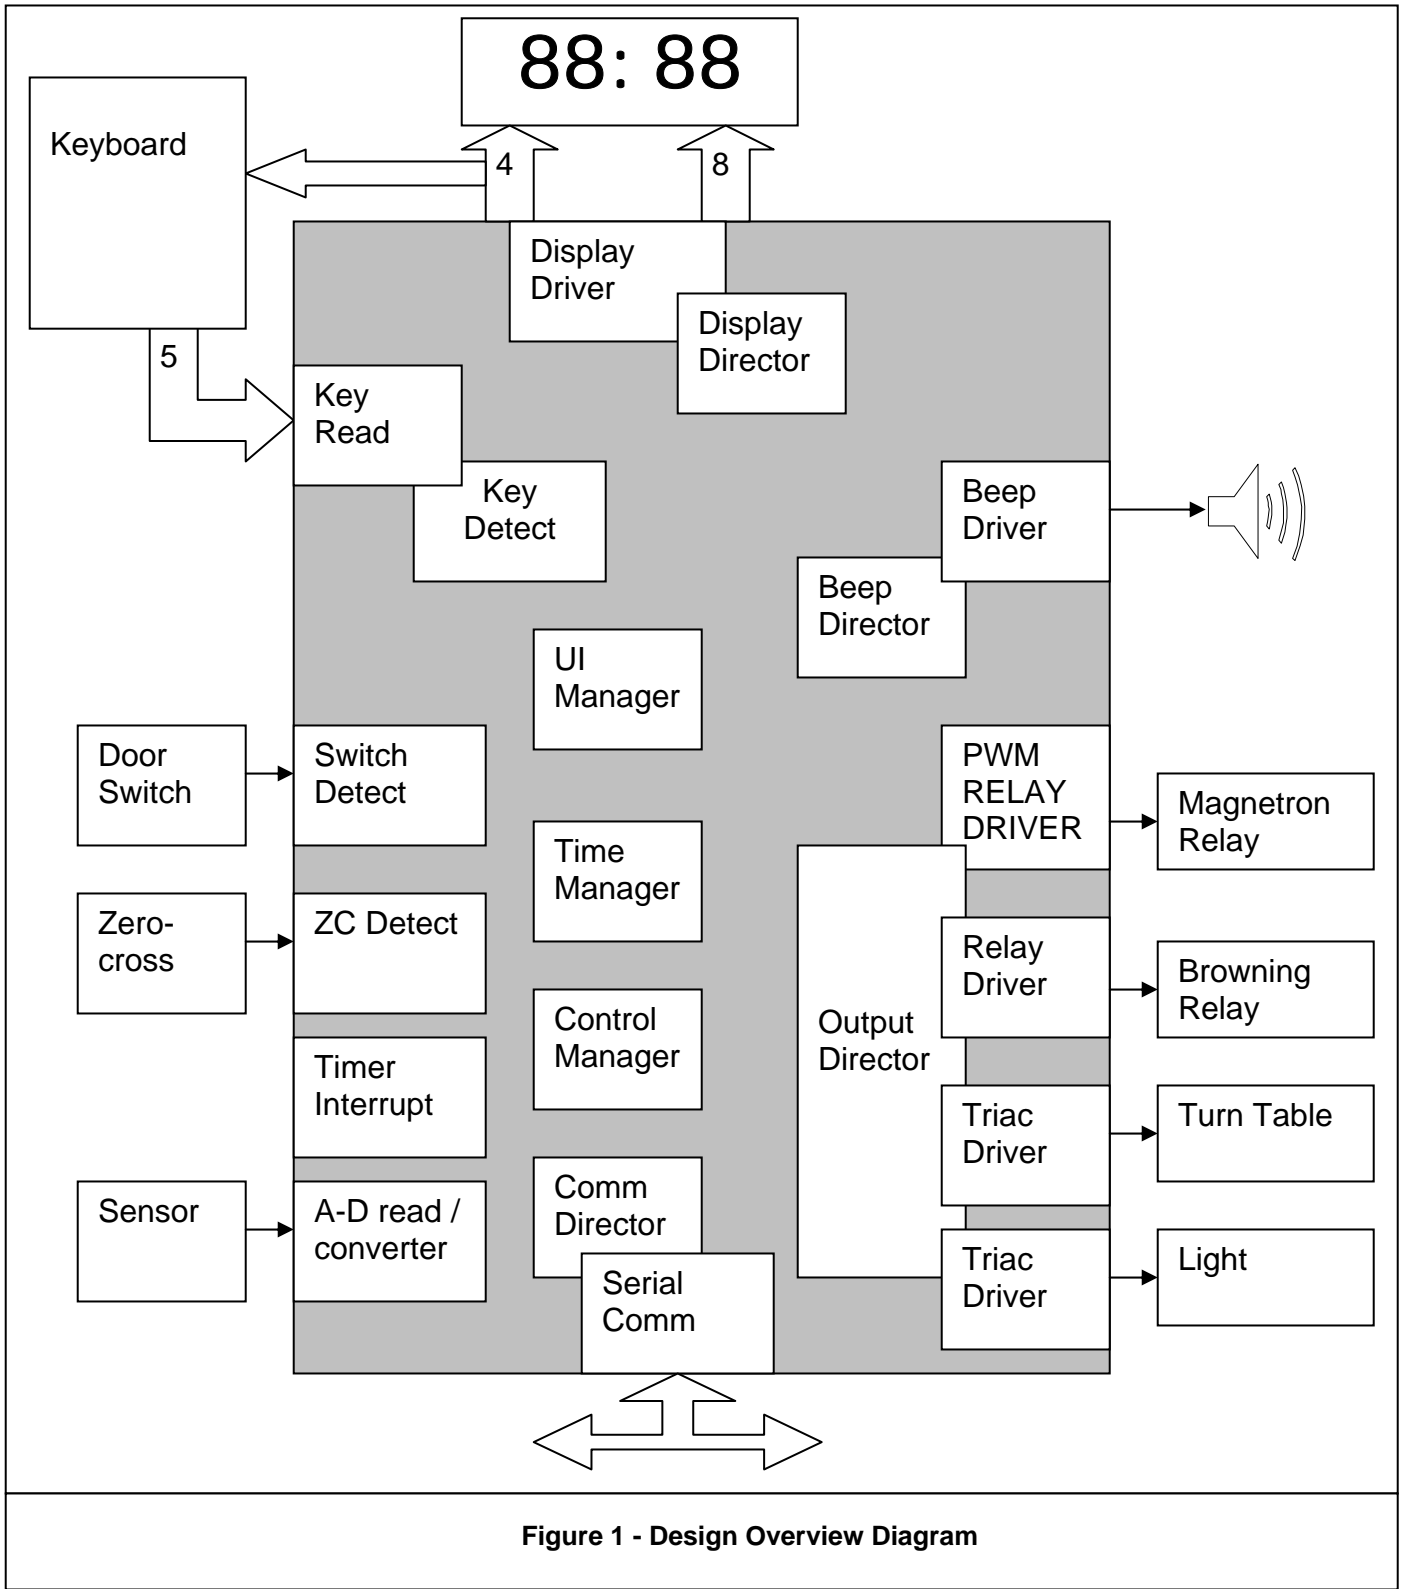 88: 88
Keyboard
4
8
5
Display
Driver
Display
Director
Key
Read
Key
Detect
Beep
Driver
Beep
Director
UI
Manager
Door
Switch
Switch
Detect
PWM
RELAY
DRIVER
Magnetron
Relay
Time
Manager
Zero-
cross
ZC Detect
Relay
Driver
Browning
Relay
Control
Manager
Output
Director
Timer
Interrupt
Triac
Driver
Turn Table
Sensor
A-D read /
converter
Comm
Director
Serial
Comm
Triac
Driver
Light
Figure 1 - Design Overview Diagram